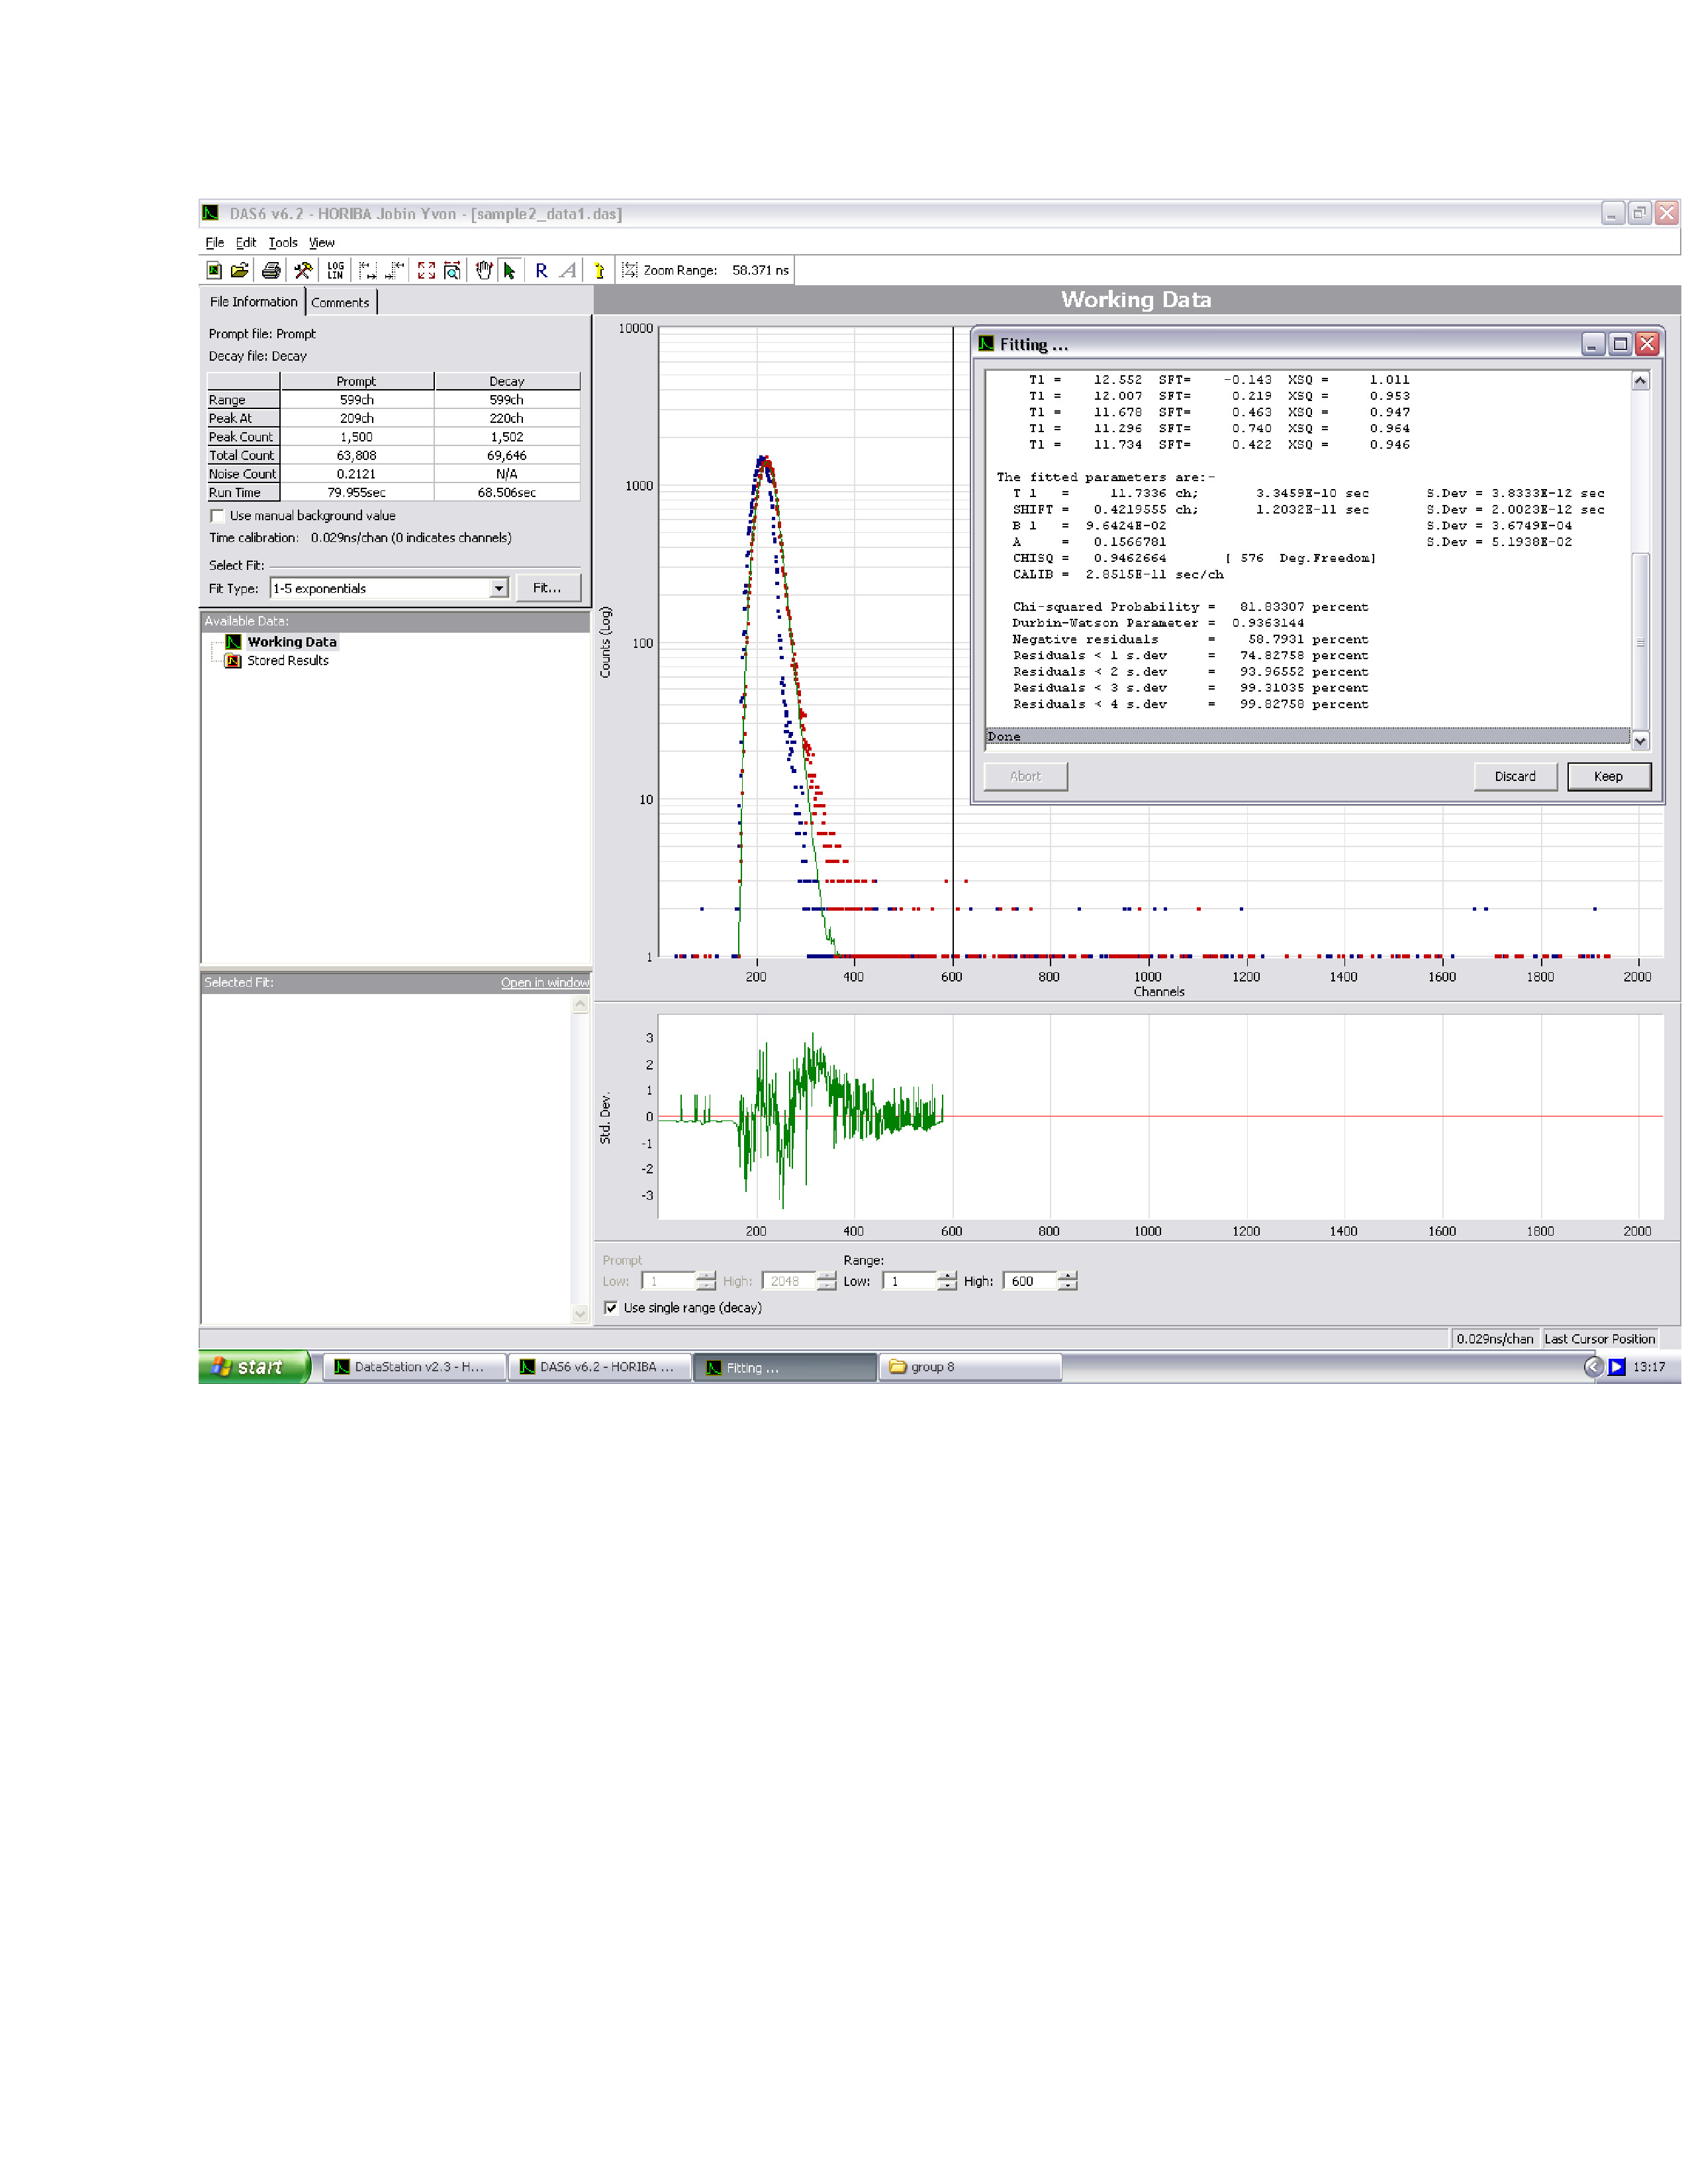 DAS6 v6.2 - HORIBA Jobin Yvon - [sample2_data1.das]
File Edit Tools View
LOG LIN R A Zoom Range: 58.371 ns
File Information Comments
Prompt file: Prompt
Decay file: Decay
Prompt Decay
Range 599ch 599ch
Peak At 209ch 220ch
Peak Count 1,500 1,502
Total Count 63,808 69,646
Noise Count 0.2121 N/A
Run Time 79.955sec 68.506sec
Use manual background value
Time calibration: 0.029ns/chan (0 indicates channels)
Select Fit:
Fit Type: 1-5 exponentials Fit...
Available Data:
Working Data
Stored Results
Selected Fit: Open in window
Working Data
10000
1000
100
10
1
Counts (Log)
200 400 600 800 1000 1200 1400 1600 1800 2000
Channels
Fitting ...
T1 = 12.552 SFT= -0.143 XSQ = 1.011
T1 = 12.007 SFT= 0.219 XSQ = 0.953
T1 = 11.678 SFT= 0.463 XSQ = 0.947
T1 = 11.296 SFT= 0.740 XSQ = 0.964
T1 = 11.734 SFT= 0.422 XSQ = 0.946
The fitted parameters are:-
T 1 = 11.7336 ch; 3.3459E-10 sec S.Dev = 3.8333E-12 sec
SHIFT = 0.4219555 ch; 1.2032E-11 sec S.Dev = 2.0023E-12 sec
B 1 = 9.6424E-02 S.Dev = 3.6749E-04
A = 0.1566781 S.Dev = 5.1938E-02
CHISQ = 0.9462664 [ 576 Deg.Freedom]
CALIB = 2.8515E-11 sec/ch
Chi-squared Probability = 81.83307 percent
Durbin-Watson Parameter = 0.9363144
Negative residuals = 58.7931 percent
Residuals < 1 s.dev = 74.82758 percent
Residuals < 2 s.dev = 93.96552 percent
Residuals < 3 s.dev = 99.31035 percent
Residuals < 4 s.dev = 99.82758 percent
Done
Abort Discard Keep
3
2
1
0
-1
-2
-3
Std. Dev.
200 400 600 800 1000 1200 1400 1600 1800 2000
Prompt Range:
Low: 1 High: 2048 Low: 1 High: 600
Use single range (decay)
0.029ns/chan Last Cursor Position
start DataStation v2.3 - H... DAS6 v6.2 - HORIBA ... Fitting ... group 8 13:17